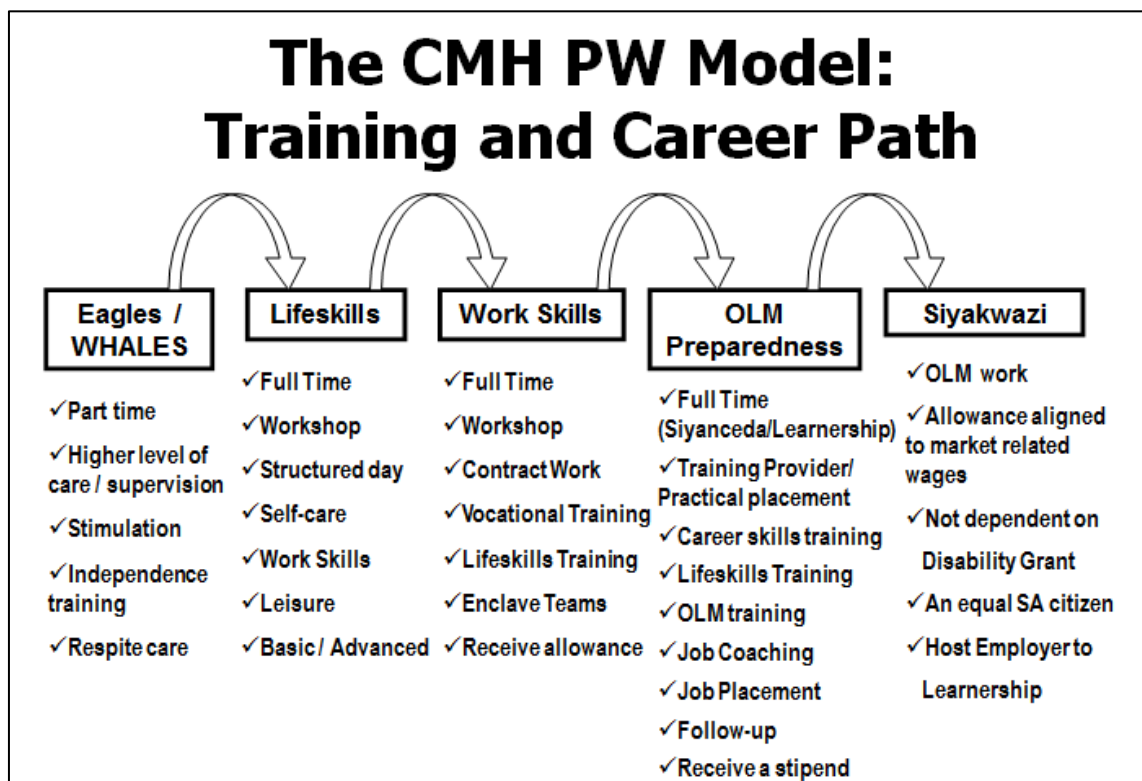 The CMH PW Model:
Training and Career Path
Eagles /
WHALES
✓Part time
✓Higher level of
care / supervision
✓Stimulation
✓Independence
training
✓Respite care
Lifeskills
✓Full Time
✓Workshop
✓Structured day
✓Self-care
✓Work Skills
✓Leisure
✓Basic / Advanced
Work Skills
✓Full Time
✓Workshop
✓Contract Work
✓Vocational Training
✓Lifeskills Training
✓Enclave Teams
✓Receive allowance
OLM
Preparedness
✓Full Time
(Siyanceda/Learnership)
✓Training Provider/
Practical placement
✓Career skills training
✓Lifeskills Training
✓OLM training
✓Job Coaching
✓Job Placement
✓Follow-up
✓Receive a stipend
Siyakwazi
✓OLM work
✓Allowance aligned
to market related
wages
✓Not dependent on
Disability Grant
✓An equal SA citizen
✓Host Employer to
Learnership